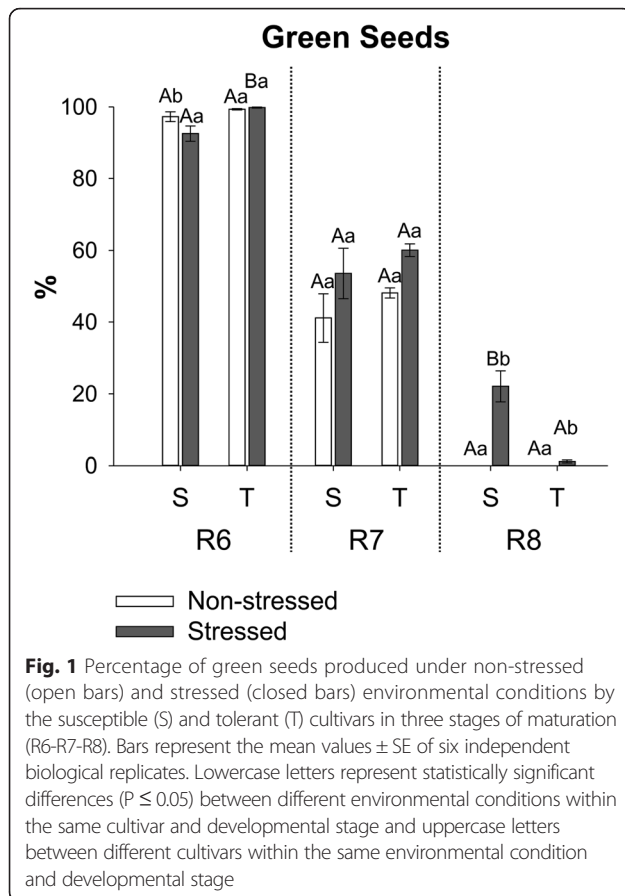 Green Seeds
Ab
Aa
Aa
Ba
Aa
Aa
Aa
Aa
Aa
Bb
Aa
Ab
%
100
80
60
40
20
0
S T S T S T
R6 R7 R8
Non-stressed
Stressed
Fig. 1 Percentage of green seeds produced under non-stressed
(open bars) and stressed (closed bars) environmental conditions by
the susceptible (S) and tolerant (T) cultivars in three stages of maturation
(R6-R7-R8). Bars represent the mean values ± SE of six independent
biological replicates. Lowercase letters represent statistically significant
differences (P ≤ 0.05) between different environmental conditions within
the same cultivar and developmental stage and uppercase letters
between different cultivars within the same environmental condition
and developmental stage